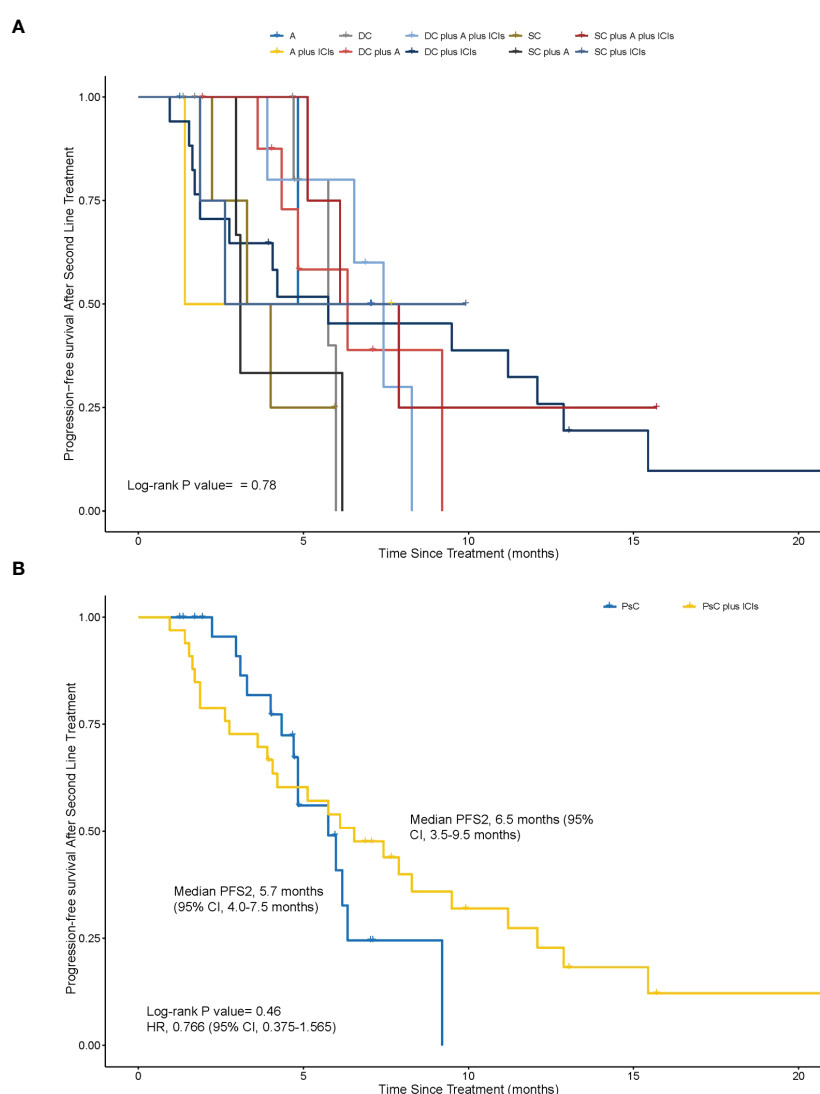 A
A DC DC plus A plus ICIs SC SC plus A plus ICIs
A plus ICIs DC plus A DC plus ICIs SC plus A SC plus ICIs
Progression−free survival After Second Line Treatment
1.00
0.75
0.50
0.25
0.00
Log-rank P value= = 0.78
0 5 10 15 20
Time Since Treatment (months)
B
PsC PsC plus ICIs
Progression−free survival After Second Line Treatment
1.00
0.75
0.50
0.25
0.00
Median PFS2, 6.5 months (95%
CI, 3.5-9.5 months)
Median PFS2, 5.7 months
(95% CI, 4.0-7.5 months)
Log-rank P value= 0.46
HR, 0.766 (95% CI, 0.375-1.565)
0 5 10 15 20
Time Since Treatment (months)